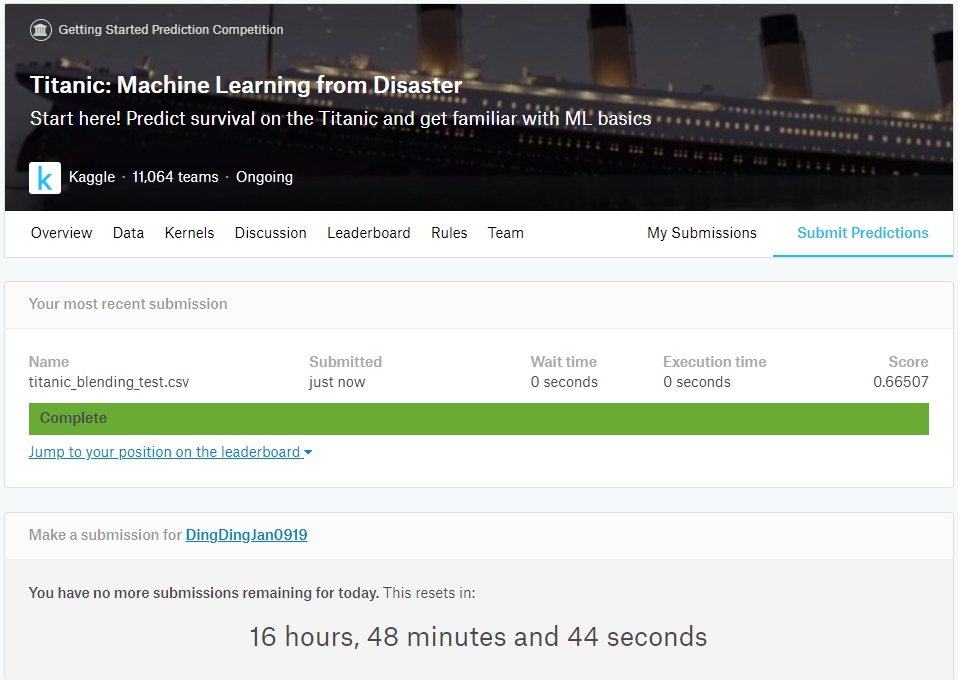 Getting Started Prediction Competition
Titanic: Machine Learning from Disaster
Start here! Predict survival on the Titanic and get familiar with ML basics
k Kaggle · 11,064 teams · Ongoing
Overview Data Kernels Discussion Leaderboard Rules Team My Submissions Submit Predictions
Your most recent submission
Name Submitted Wait time Execution time Score
titanic_blending_test.csv just now 0 seconds 0 seconds 0.66507
Complete
Jump to your position on the leaderboard
Make a submission for DingDingJan0919
You have no more submissions remaining for today. This resets in:
16 hours, 48 minutes and 44 seconds